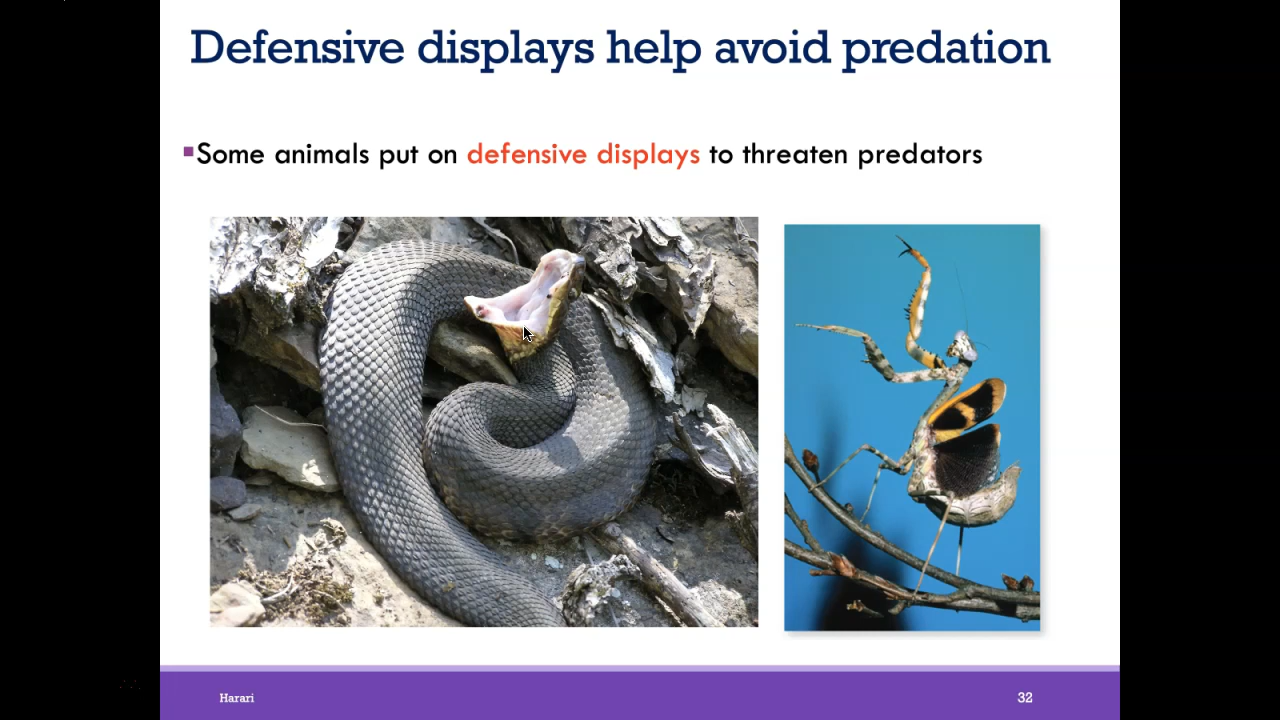 Defensive displays help avoid predation
▪Some animals put on defensive displays to threaten predators
Harari
32